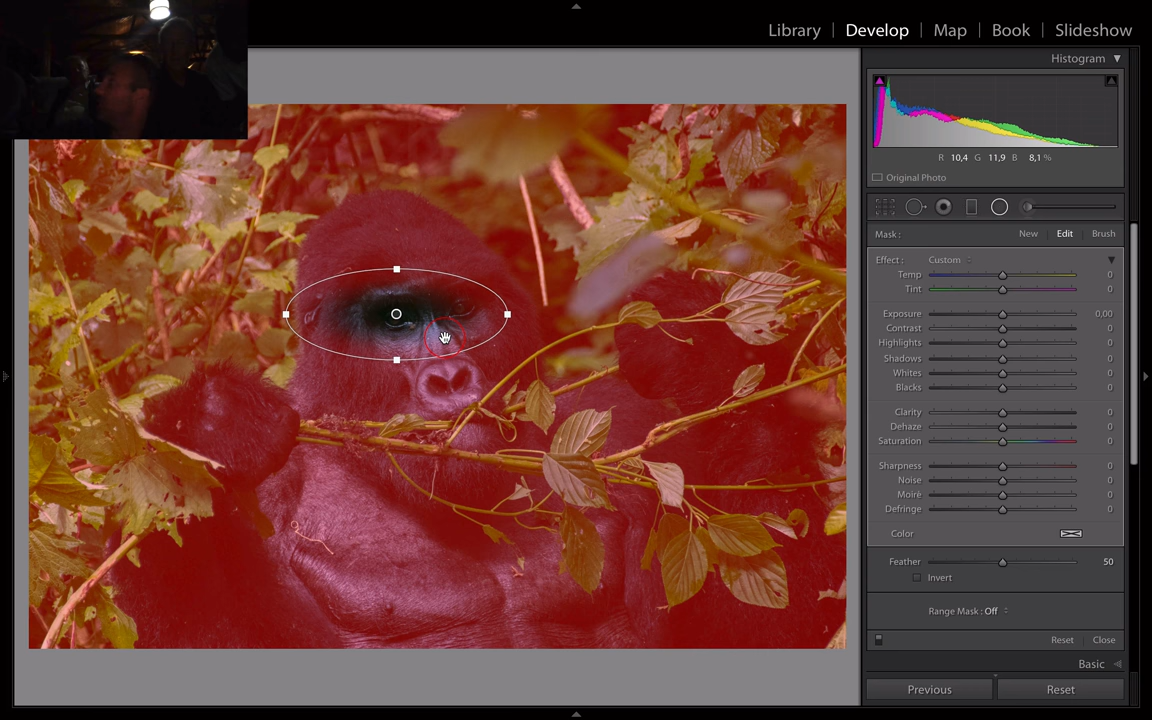 Library | Develop | Map | Book | Slideshow
Histogram
R 10,4 G 11,9 B 8,1 %
Original Photo
Mask : New Edit Brush
Effect : Custom
Temp 0
Tint 0
Exposure 0,00
Contrast 0
Highlights 0
Shadows 0
Whites 0
Blacks 0
Clarity 0
Dehaze 0
Saturation 0
Sharpness 0
Noise 0
Moiré 0
Defringe 0
Color
Feather 50
Invert
Range Mask : Off
Reset Close
Basic
Previous Reset